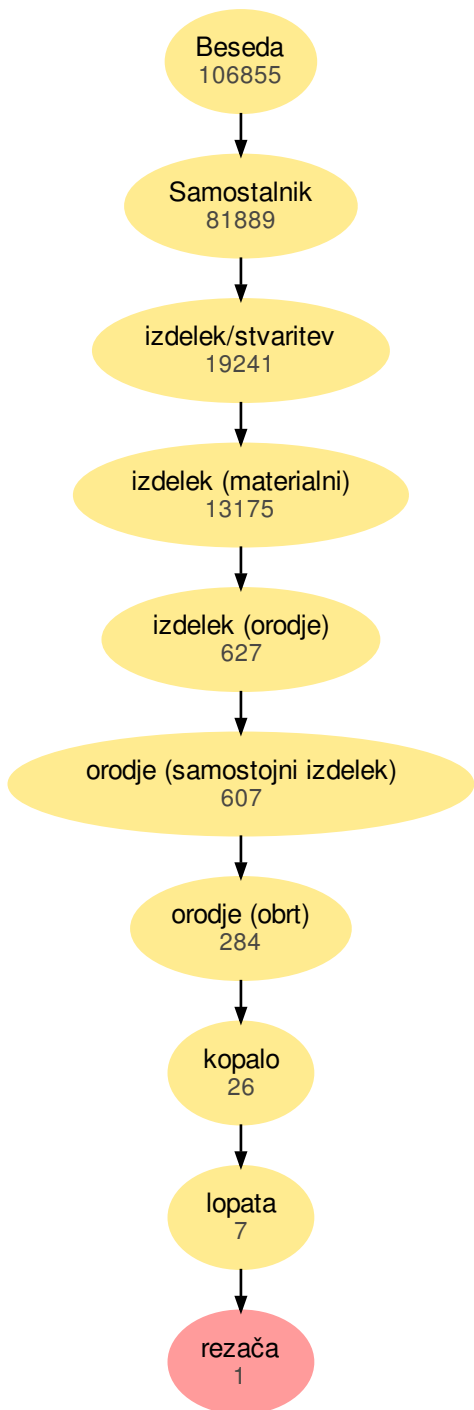 Beseda
106855
Samostalnik
81889
izdelek/stvaritev
19241
izdelek (materialni)
13175
izdelek (orodje)
627
orodje (samostojni izdelek)
607
orodje (obrt)
284
kopalo
26
lopata
7
rezača
1